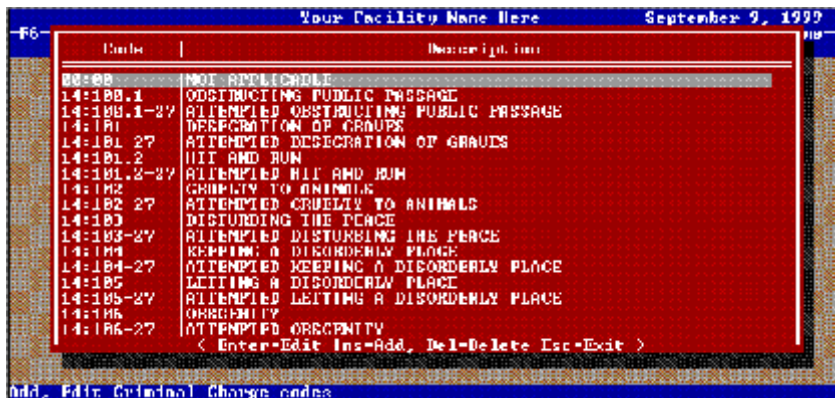 Your Facility Name Here September 9, 1999
F6
Code Description
00:00 NOT APPLICABLE
14:100.1 OBSTRUCTING PUBLIC PASSAGE
14:100.1-27 ATTEMPTED OBSTRUCTING PUBLIC PASSAGE
14:101 DESECRATION OF GRAVES
14:101-27 ATTEMPTED DESECRATION OF GRAVES
14:101.2 HIT AND RUN
14:101.2-27 ATTEMPTED HIT AND RUN
14:102 CRUELTY TO ANIMALS
14:102-27 ATTEMPTED CRUELTY TO ANIMALS
14:103 DISTURBING THE PEACE
14:103-27 ATTEMPTED DISTURBING THE PEACE
14:104 KEEPING A DISORDERLY PLACE
14:104-27 ATTEMPTED KEEPING A DISORDERLY PLACE
14:105 LETTING A DISORDERLY PLACE
14:105-27 ATTEMPTED LETTING A DISORDERLY PLACE
14:106 OBSCENITY
14:106-27 ATTEMPTED OBSCENITY
< Enter-Edit Ins-Add, Del-Delete Esc-Exit >
Add, Edit Criminal Charge codes